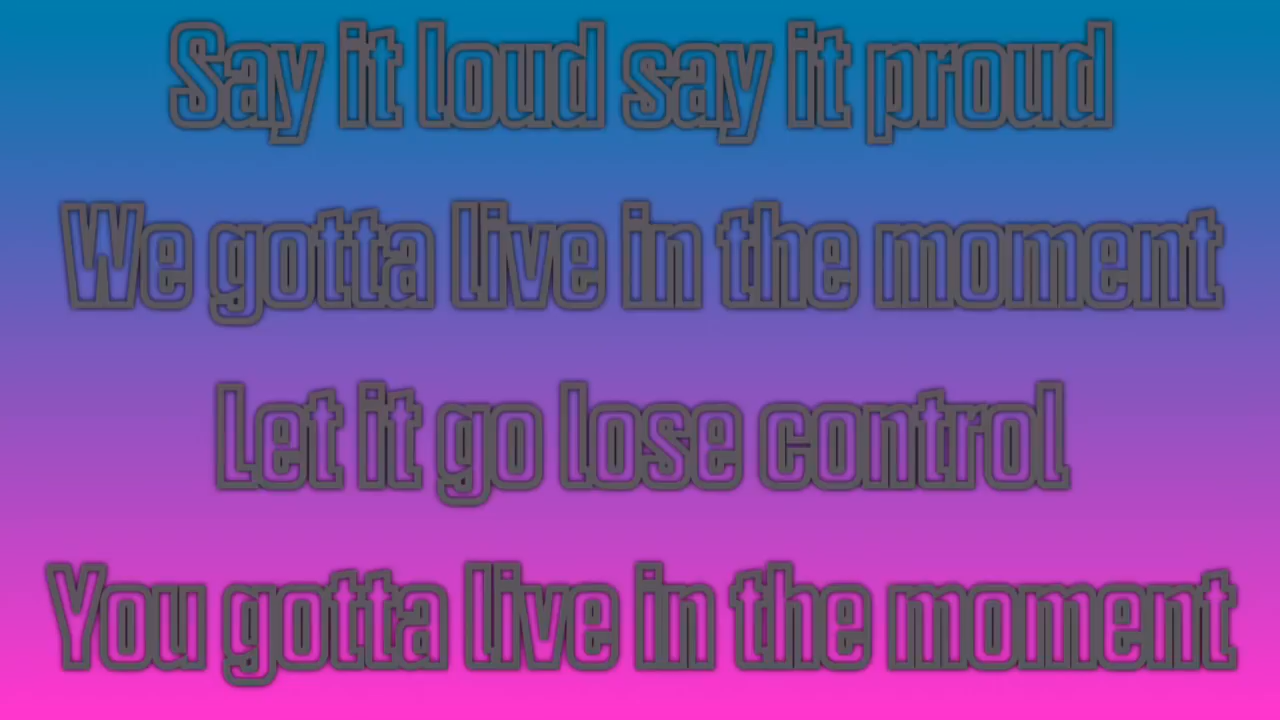 Say it loud say it proud
We gotta live in the moment
Let it go lose control
You gotta live in the moment